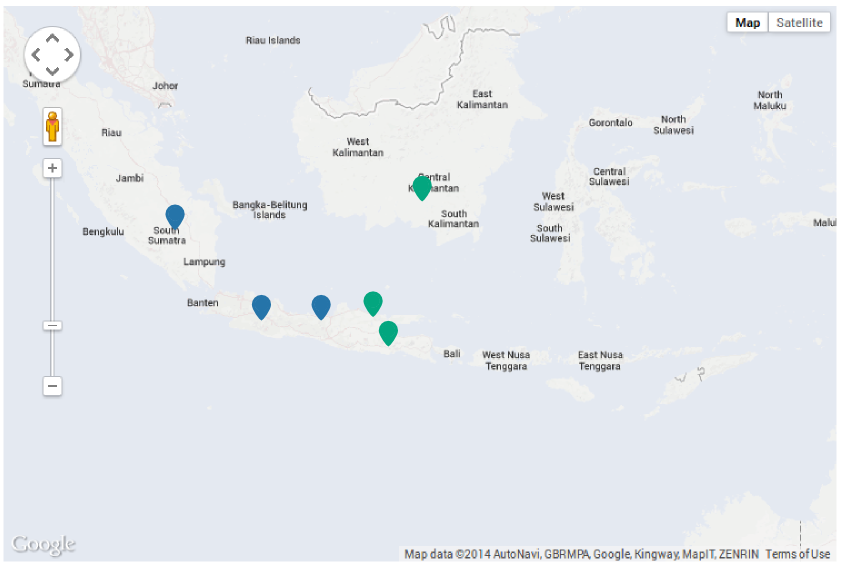 Map Satellite
Riau Islands
Sumatra
Johor
East
Kalimantan
North
Maluku
Riau
Gorontalo
North
Sulawesi
West
Kalimantan
Jambi
Central
Kalimantan
Central
Sulawesi
Bangka-Belitung
Islands
West
Sulawesi
South
Kalimantan
Bengkulu
South
Sumatra
South
Sulawesi
Malu
Lampung
Banten
Bali
West Nusa
Tenggara
East Nusa
Tenggara
Google
Map data ©2014 AutoNavi, GBRMPA, Google, Kingway, MapIT, ZENRIN Terms of Use